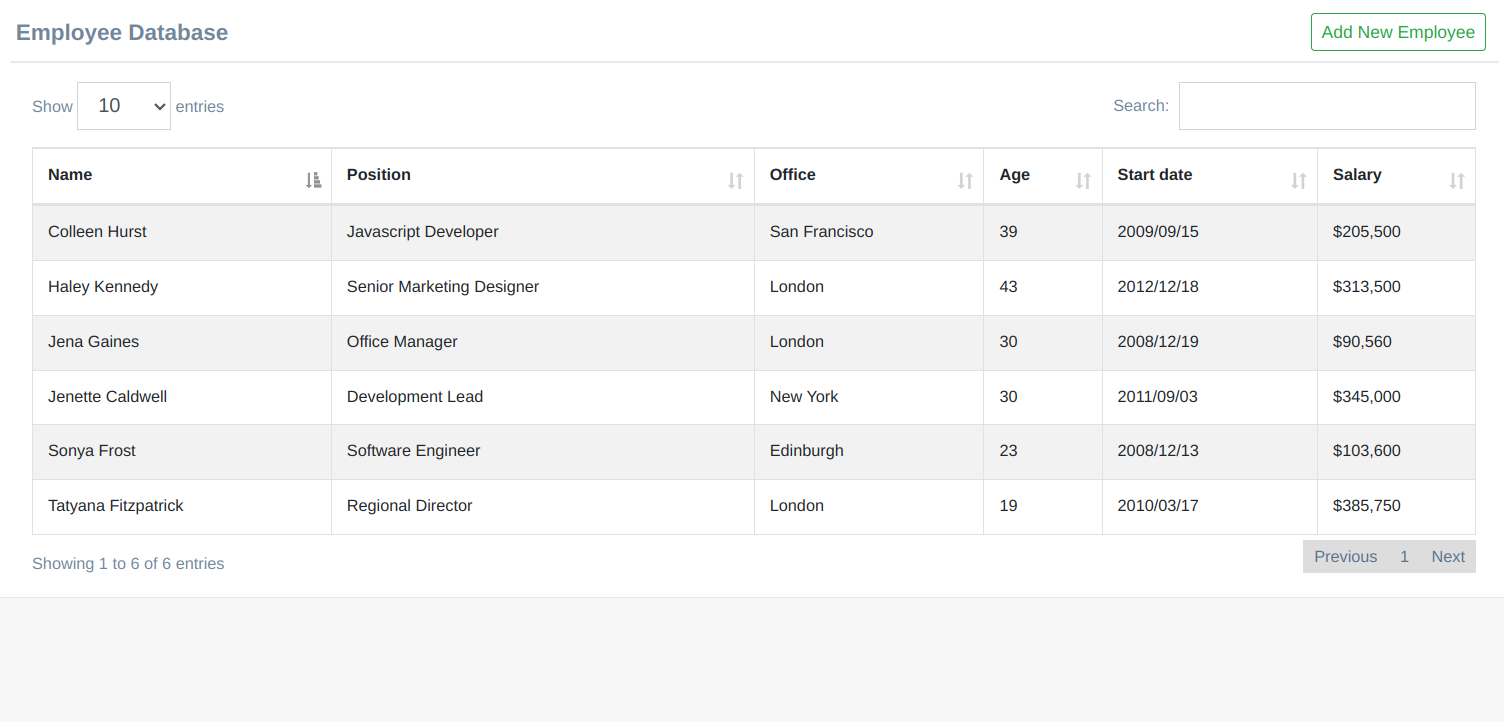 Employee Database
Add New Employee
Show 10 entries
Search:
Name Position Office Age Start date Salary
Colleen Hurst Javascript Developer San Francisco 39 2009/09/15 $205,500
Haley Kennedy Senior Marketing Designer London 43 2012/12/18 $313,500
Jena Gaines Office Manager London 30 2008/12/19 $90,560
Jenette Caldwell Development Lead New York 30 2011/09/03 $345,000
Sonya Frost Software Engineer Edinburgh 23 2008/12/13 $103,600
Tatyana Fitzpatrick Regional Director London 19 2010/03/17 $385,750
Showing 1 to 6 of 6 entries
Previous 1 Next